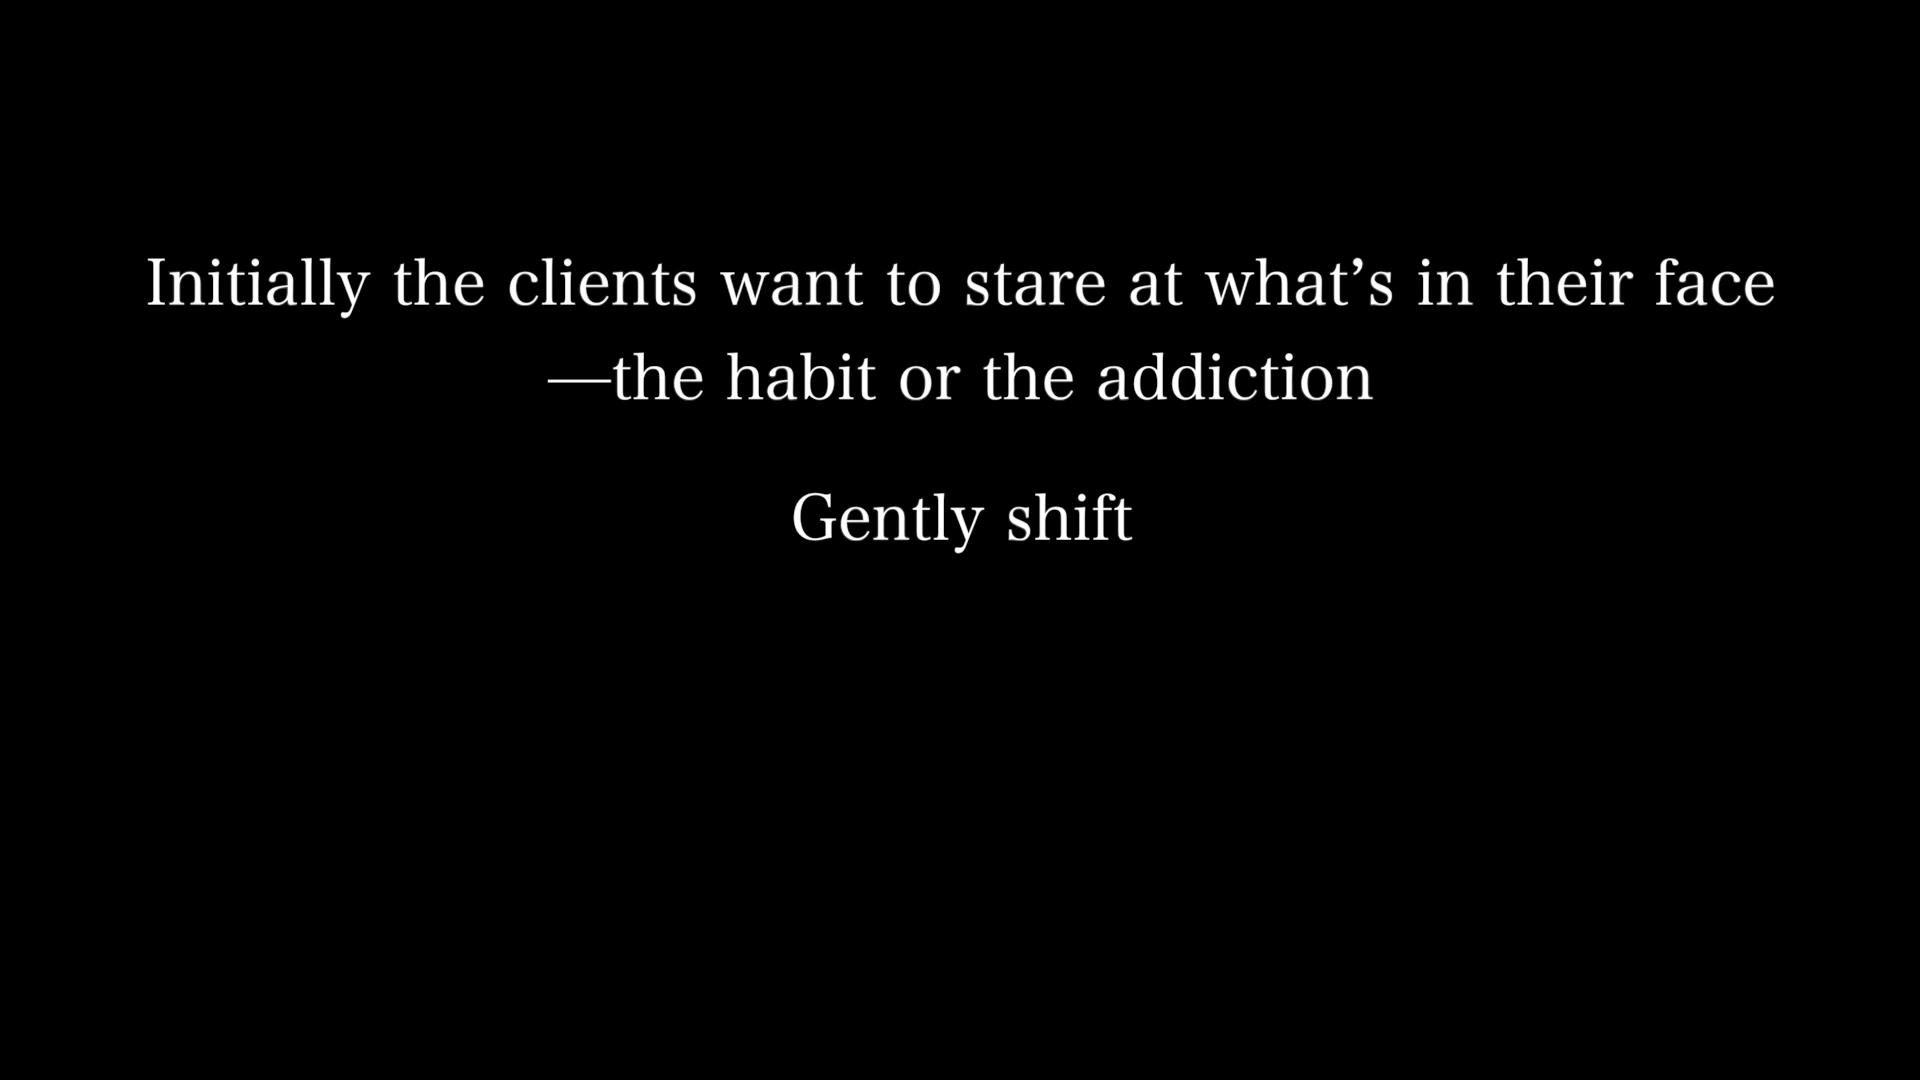 Initially the clients want to stare at what’s in their face
—the habit or the addiction
Gently shift